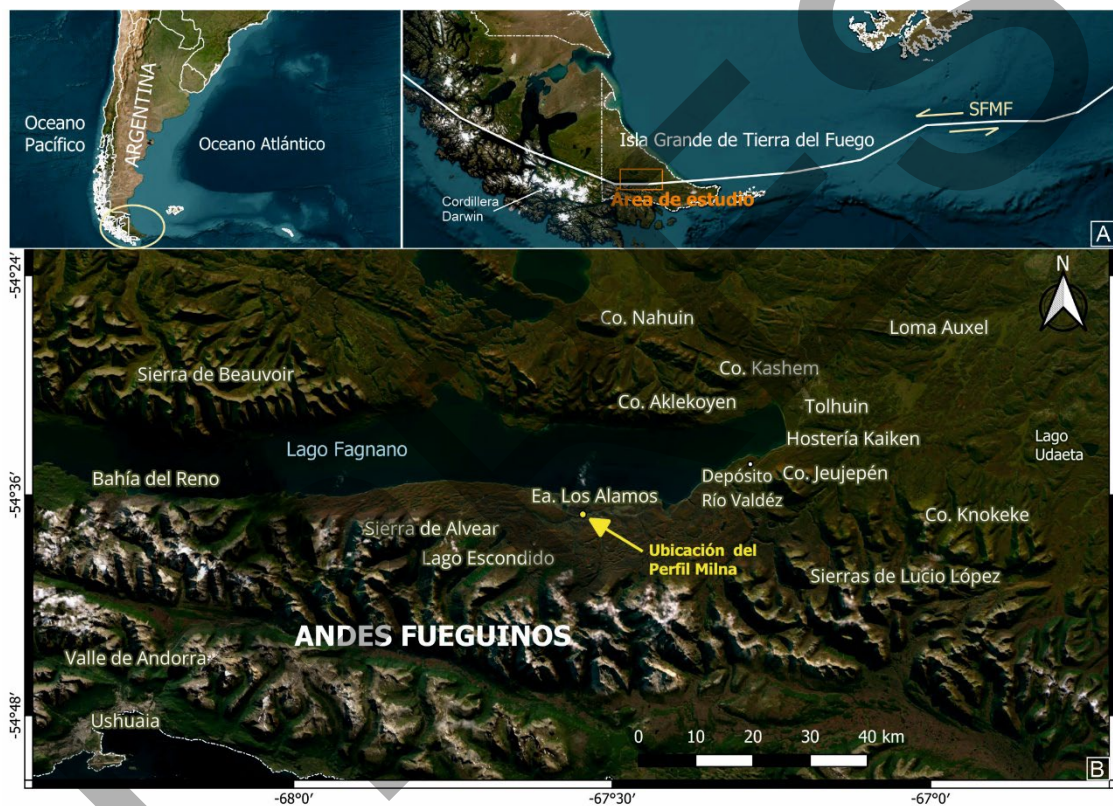 Oceano
Pacífico
ARGENTINA
Oceano Atlántico
SFMF
Isla Grande de Tierra del Fuego
Cordillera
Darwin
Área de estudio
A
-54°24'
N
Co. Nahuin
Loma Auxel
Sierra de Beauvoir
Co. Kashem
Co. Aklekoyen
Tolhuin
Lago Fagnano
Hostería Kaiken
Lago
Udaeta
-54°36'
Bahía del Reno
Depósito
Río Valdéz
Co. Jeujepén
Ea. Los Alamos
Co. Knokeke
Sierra de Alvear
Lago Escondido
Ubicación del
Perfil Milna
Sierras de Lucio López
ANDES FUEGUINOS
Valle de Andorra
-54°48'
Ushuaia
0 10 20 30 40 km
B
-68°0' -67°30' -67°0'